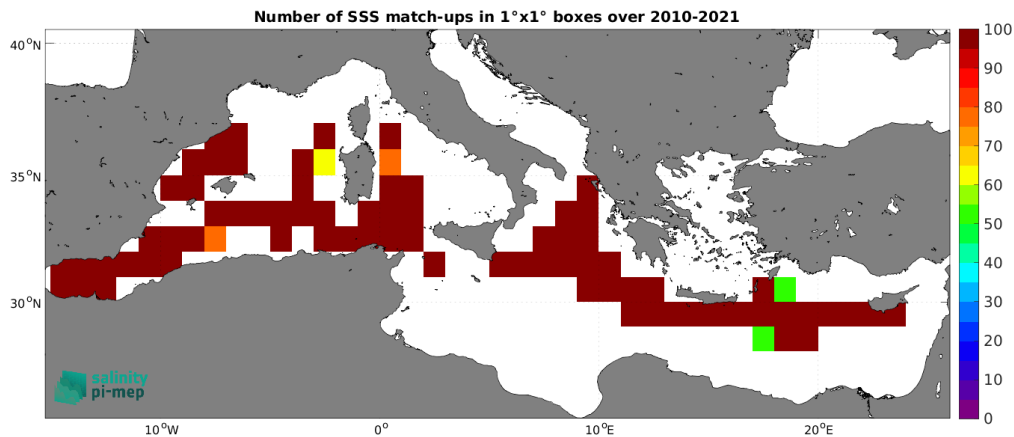 Number of SSS match-ups in 1°x1° boxes over 2010-2021
40°N
35°N
30°N
10°W
0°
10°E
20°E
100
90
80
70
60
50
40
30
20
10
0
salinity
pi-mep